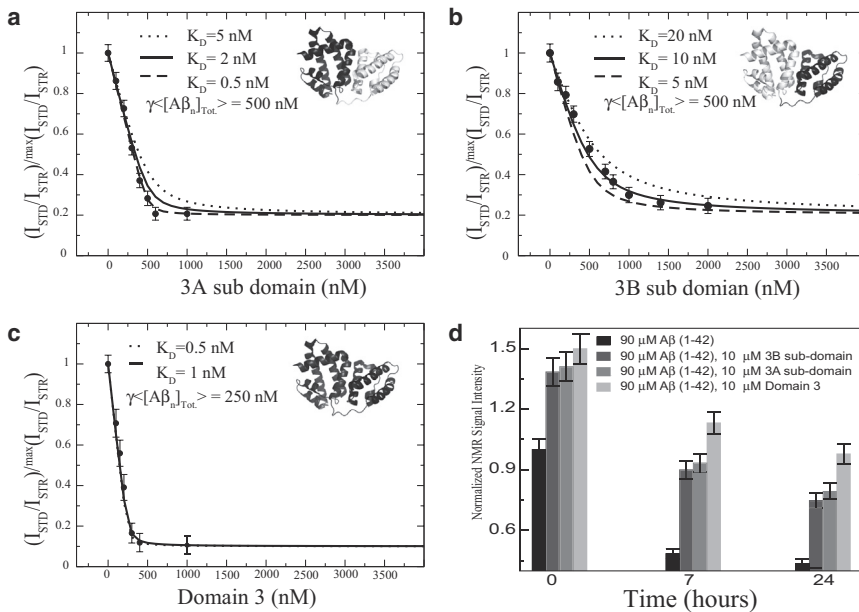 a
K_D=5 nM
K_D= 2 nM
K_D= 0.5 nM
γ<[Aβ_n]_Tot.> = 500 nM
(I_STD/I_STR)/^max(I_STD/I_STR)
1
0.8
0.6
0.4
0.2
0
0 500 1000 1500 2000 2500 3000 3500
3A sub domain (nM)
b
K_D=20 nM
K_D= 10 nM
K_D= 5 nM
γ<[Aβ_n]_Tot.> = 500 nM
(I_STD/I_STR)/^max(I_STD/I_STR)
1
0.8
0.6
0.4
0.2
0
0 500 1000 1500 2000 2500 3000 3500
3B sub domian (nM)
c
K_D=0.5 nM
K_D= 1 nM
γ<[Aβ_n]_Tot.> = 250 nM
(I_STD/I_STR)/^max(I_STD/I_STR)
1
0.8
0.6
0.4
0.2
0
0 500 1000 1500 2000 2500 3000 3500
Domain 3 (nM)
d
90 μM Aβ (1-42)
90 μM Aβ (1-42), 10 μM 3B sub-domain
90 μM Aβ (1-42), 10 μM 3A sub-domain
90 μM Aβ (1-42), 10 μM Domain 3
Normalized NMR Signal Intensity
1.5
1.2
0.9
0.6
0 7 24
Time (hours)